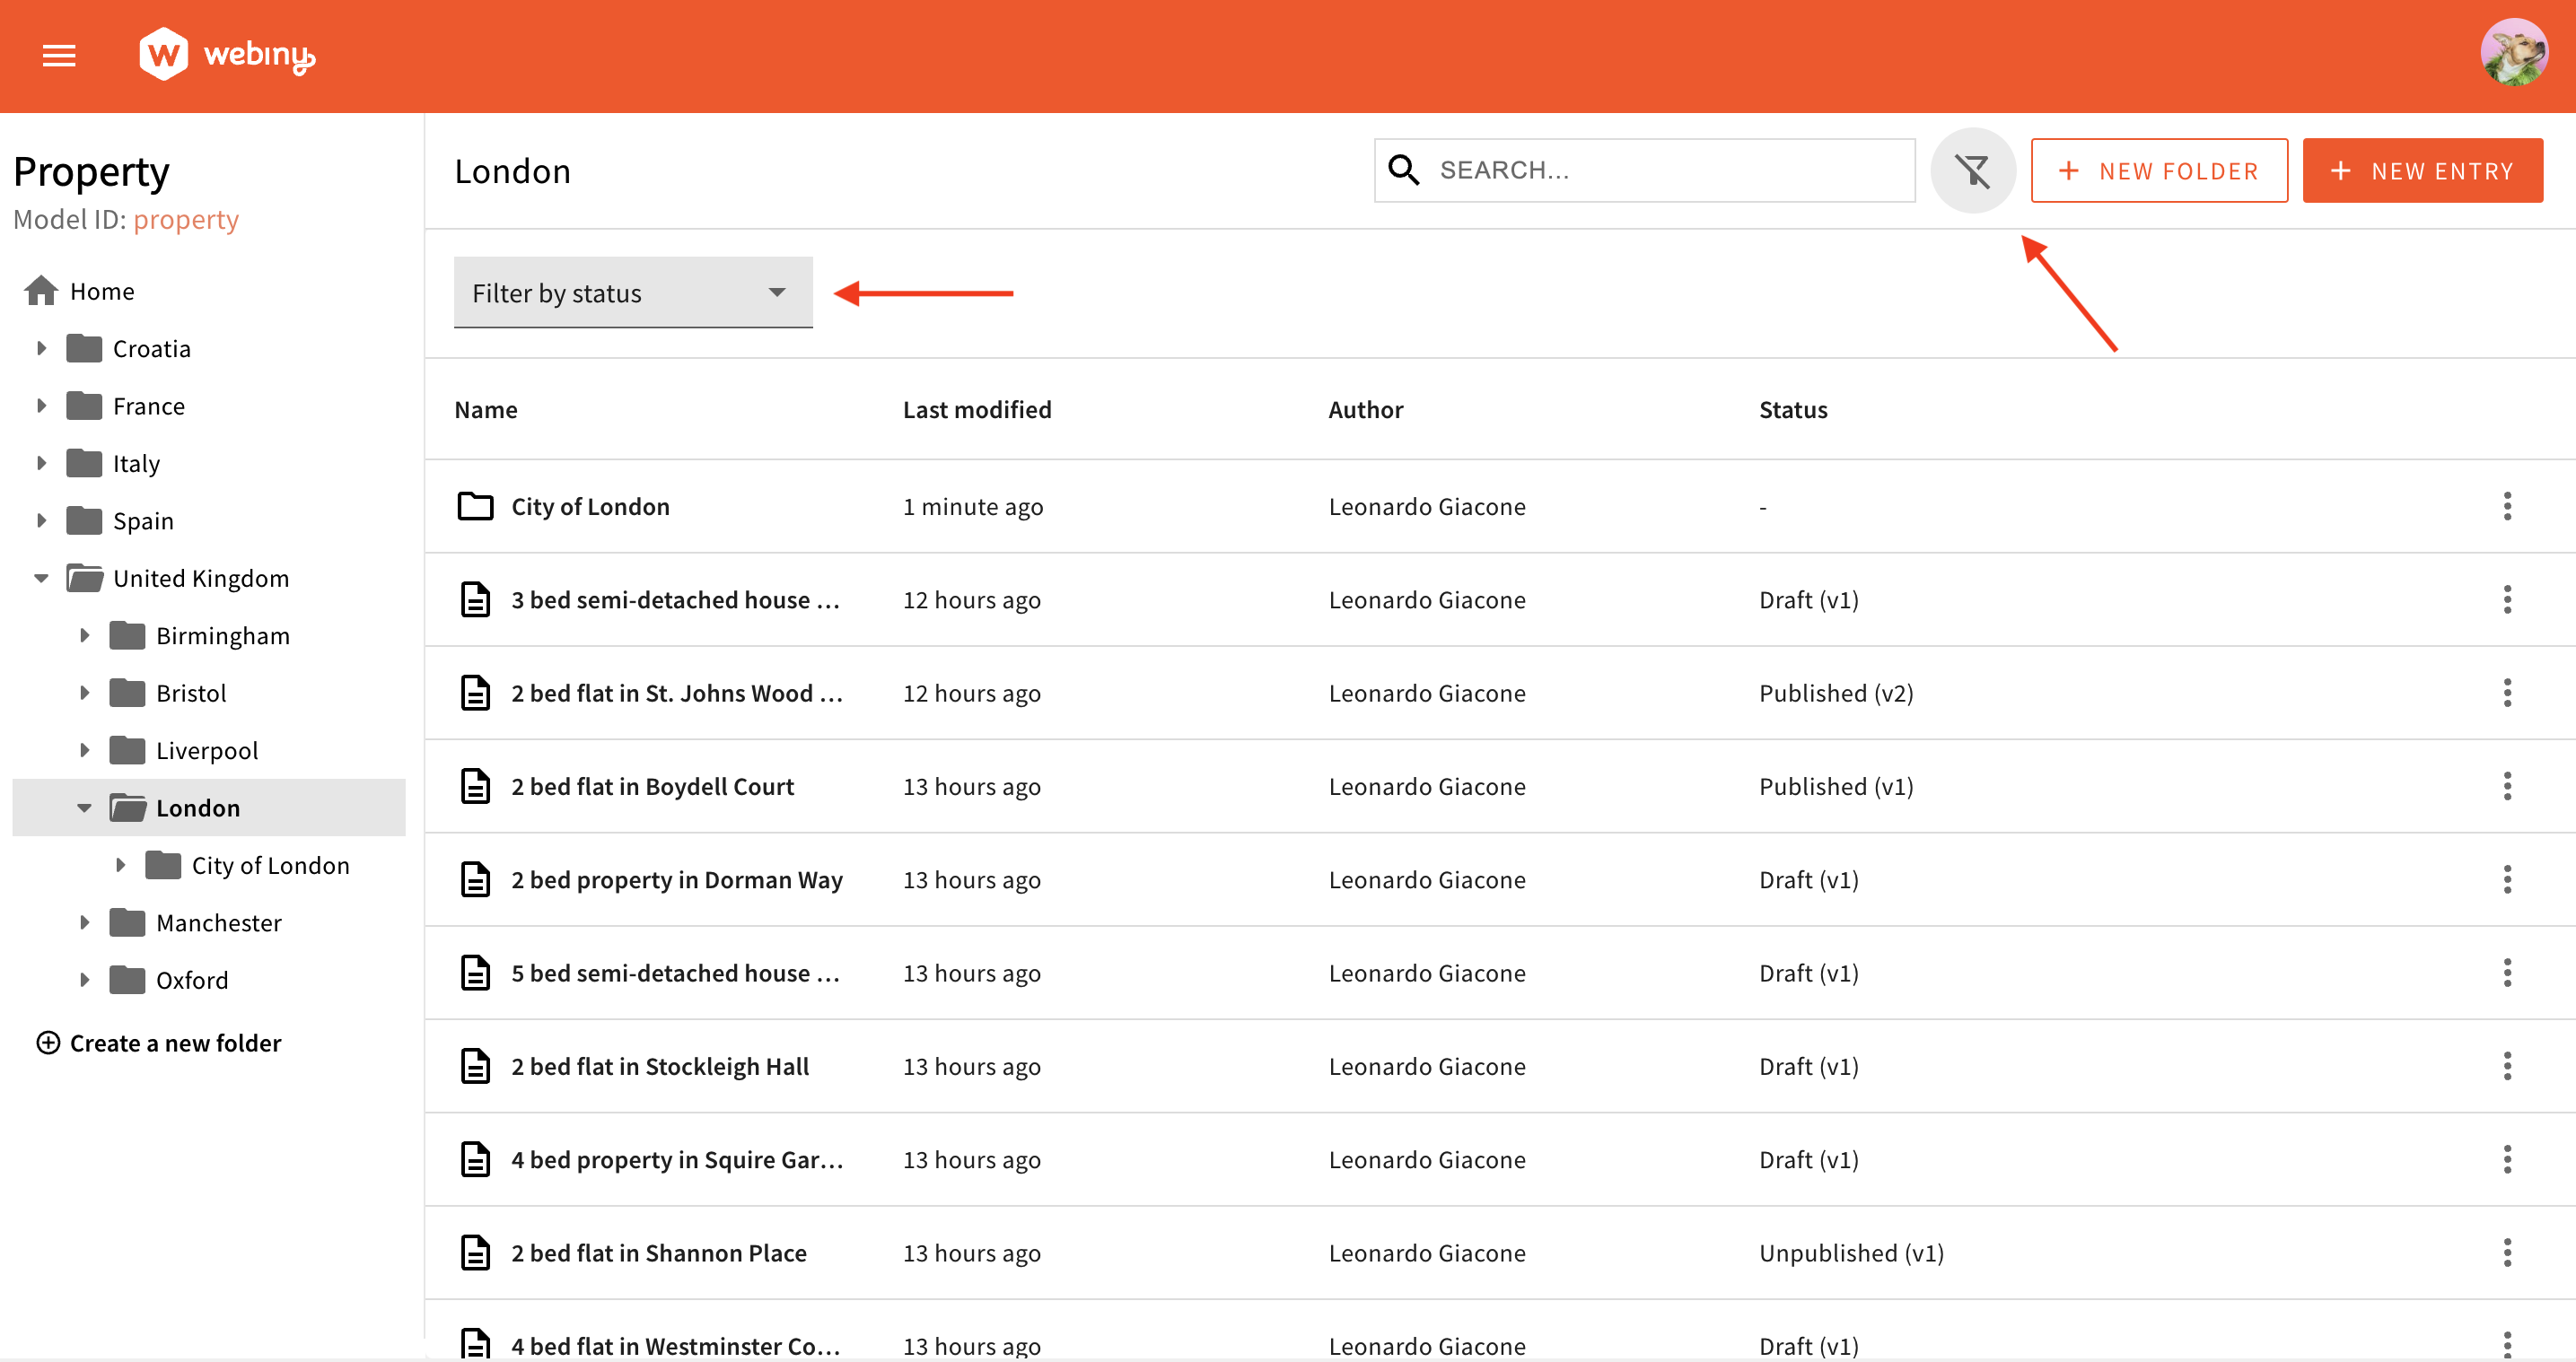 W webiny
Property
Model ID: property
Home
Croatia
France
Italy
Spain
United Kingdom
Birmingham
Bristol
Liverpool
London
City of London
Manchester
Oxford
Create a new folder
London
SEARCH...
+ NEW FOLDER
+ NEW ENTRY
Filter by status
Name Last modified Author Status
City of London 1 minute ago Leonardo Giacone -
3 bed semi-detached house ... 12 hours ago Leonardo Giacone Draft (v1)
2 bed flat in St. Johns Wood ... 12 hours ago Leonardo Giacone Published (v2)
2 bed flat in Boydell Court 13 hours ago Leonardo Giacone Published (v1)
2 bed property in Dorman Way 13 hours ago Leonardo Giacone Draft (v1)
5 bed semi-detached house ... 13 hours ago Leonardo Giacone Draft (v1)
2 bed flat in Stockleigh Hall 13 hours ago Leonardo Giacone Draft (v1)
4 bed property in Squire Gar... 13 hours ago Leonardo Giacone Draft (v1)
2 bed flat in Shannon Place 13 hours ago Leonardo Giacone Unpublished (v1)
4 bed flat in Westminster Co... 13 hours ago Leonardo Giacone Draft (v1)